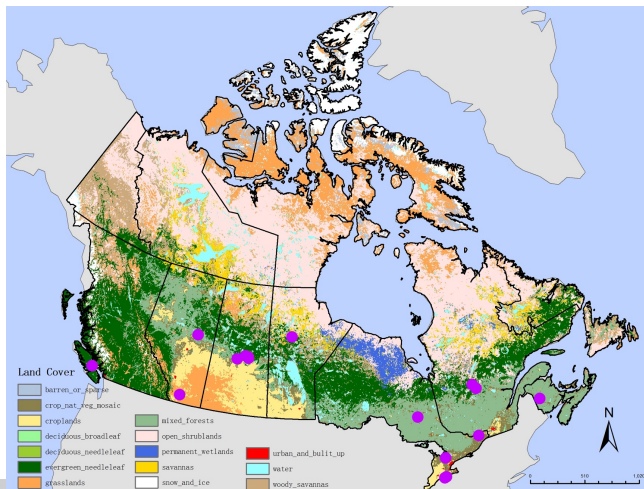 Land Cover
barren_or_sparse
crop_nat_veg_mosaic
croplands
deciduous_broadleaf
deciduous_needleleaf
evergreen_needleleaf
grasslands
mixed_forests
open_shrublands
permanent_wetlands
savannas
snow_and_ice
urban_and_bulit_up
water
woody_savannas
N
0
510